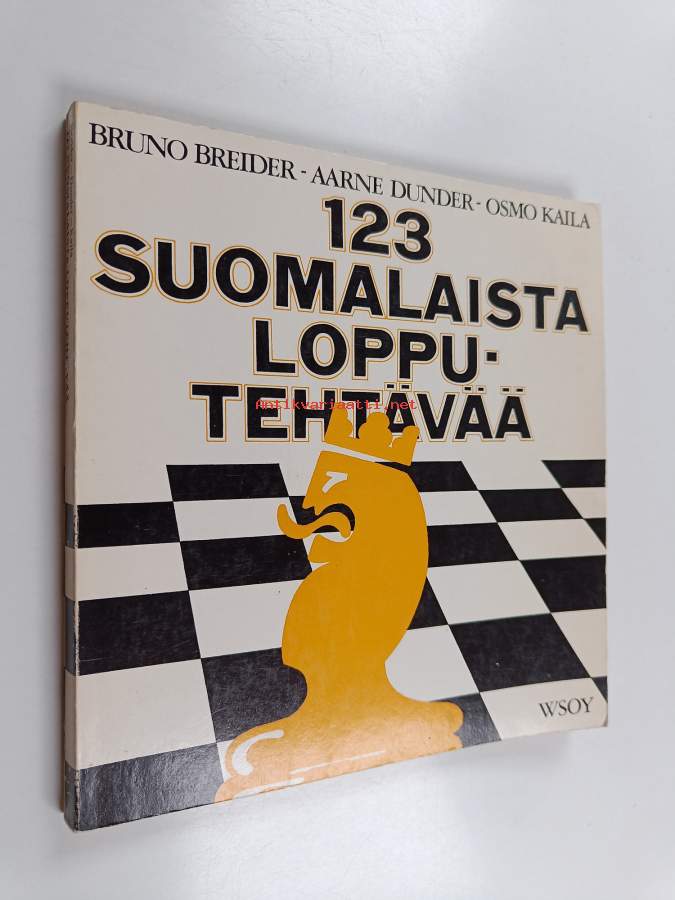 BRUNO BREIDER - AARNE DUNDER - OSMO KAILA
123
SUOMALAISTA
LOPPU-
TEHTÄVÄÄ
Antikvariaatti.net
WSOY